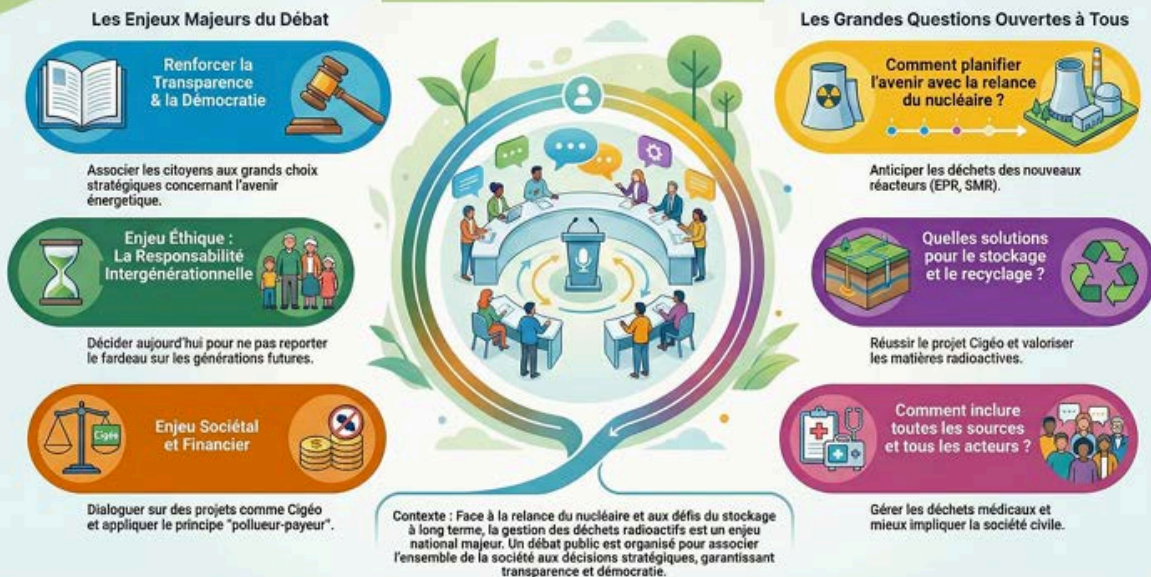 Les Enjeux Majeurs du Débat
Renforcer la
Transparence
& la Démocratie
Associer les citoyens aux grands choix
stratégiques concernant l'avenir
énergetique.
Enjeu Éthique :
La Responsabilité
Intergénérationnelle
Décider aujourd'hui pour ne pas reporter
le fardeau sur les générations futures.
Cigéo
Enjeu Sociétal
et Financier
Dialoguer sur des projets comme Cigéo
et appliquer le principe "pollueur-payeur".
Contexte : Face à la relance du nucléaire et aux défis du stockage
à long terme, la gestion des déchets radioactifs est un enjeu
national majeur. Un débat public est organisé pour associer
l'ensemble de la société aux décisions stratégiques, garantissant
transparence et démocratie.
Les Grandes Questions Ouvertes à Tous
Comment planifier
l'avenir avec la relance
du nucléaire ?
Anticiper les déchets des nouveaux
réacteurs (EPR, SMR).
Quelles solutions
pour le stockage
et le recyclage ?
Réussir le projet Cigéo et valoriser
les matières radioactives.
Comment inclure
toutes les sources
et tous les acteurs ?
Gérer les déchets médicaux et
mieux impliquer la société civile.